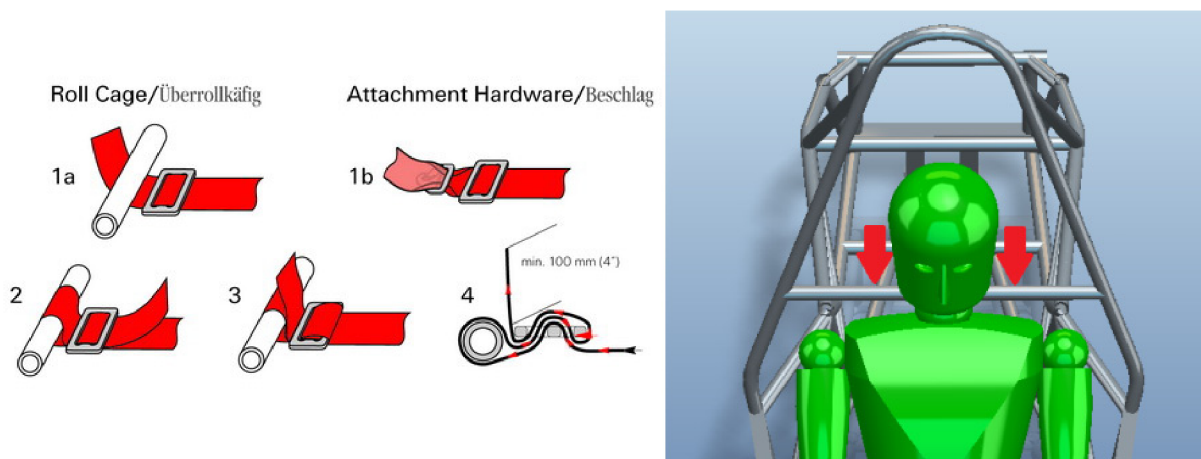 Roll Cage/Überrollkäfig
Attachment Hardware/Beschlag
1a
1b
min. 100 mm (4")
2
3
4